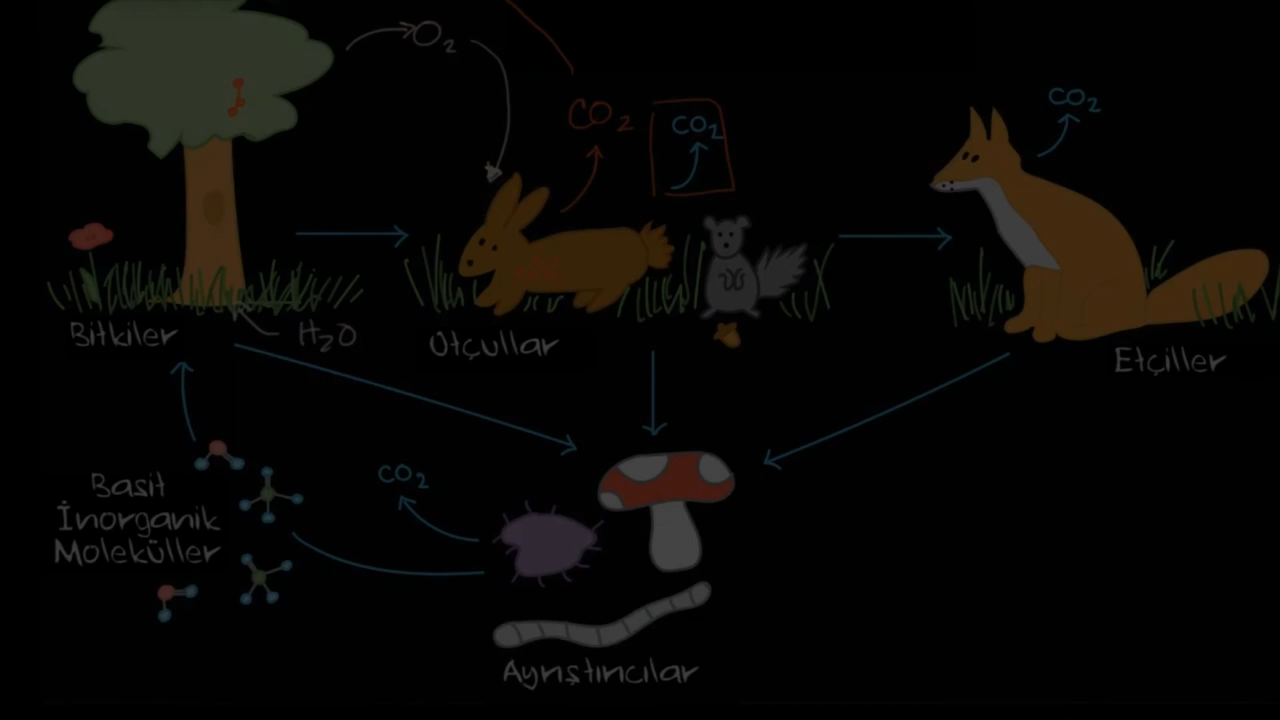 O2
CO2
CO2
CO2
Bitkiler
H2O
Otçullar
Etçiller
CO2
Basit
İnorganik
Moleküller
Ayrıştırıcılar